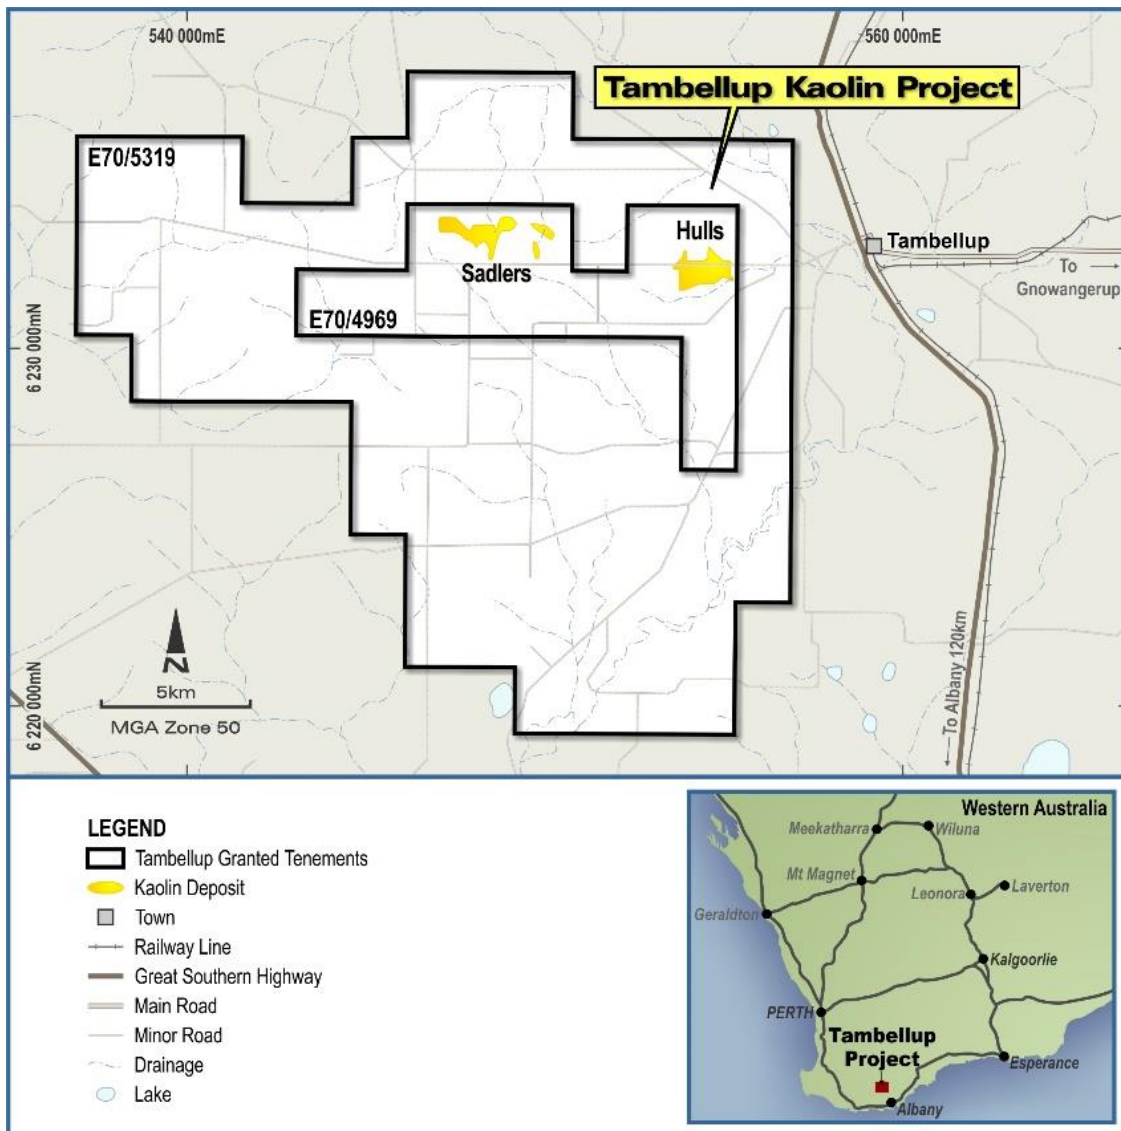 540 000mE
560 000mE
Tambellup Kaolin Project
E70/5319
Hulls
Tambellup
Sadlers
To
Gnowangerup
E70/4969
6 230 000mN
6 220 000mN
N
5km
MGA Zone 50
To Albany 120km
LEGEND
Tambellup Granted Tenements
Kaolin Deposit
Town
Railway Line
Great Southern Highway
Main Road
Minor Road
Drainage
Lake
Western Australia
Meekatharra
Wiluna
Mt Magnet
Leonora
Laverton
Geraldton
Kalgoorlie
PERTH
Tambellup
Project
Esperance
Albany